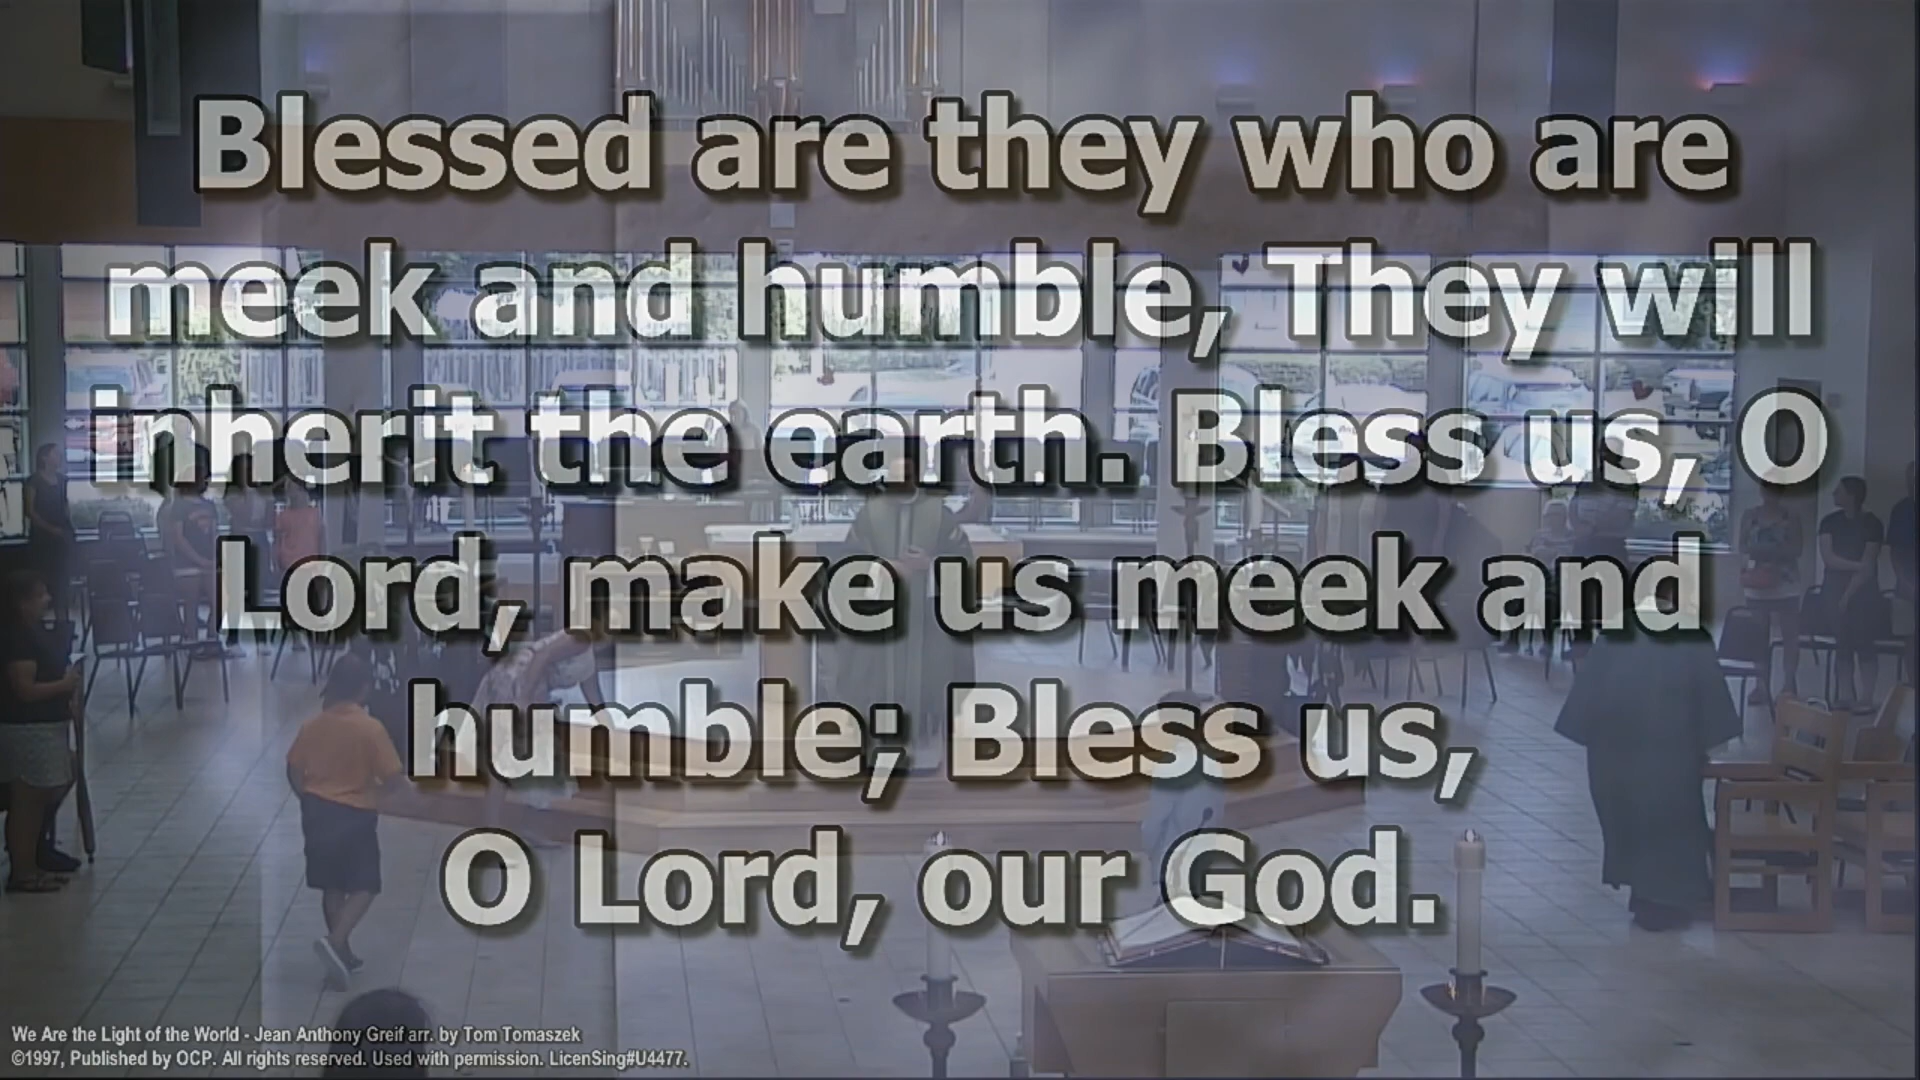 Blessed are they who are
meek and humble, They will
inherit the earth. Bless us, O
Lord, make us meek and
humble; Bless us,
O Lord, our God.
We Are the Light of the World - Jean Anthony Greif arr. by Tom Tomaszek
©1997, Published by OCP. All rights reserved. Used with permission. LicenSing#U4477.